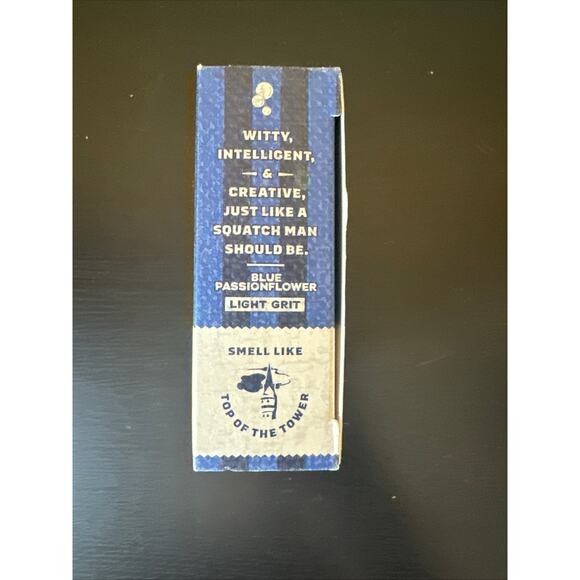 WITTY,
INTELLIGENT,
&
CREATIVE,
JUST LIKE A
SQUATCH MAN
SHOULD BE.
BLUE
PASSIONFLOWER
LIGHT GRIT
SMELL LIKE
TOP OF THE TOWER